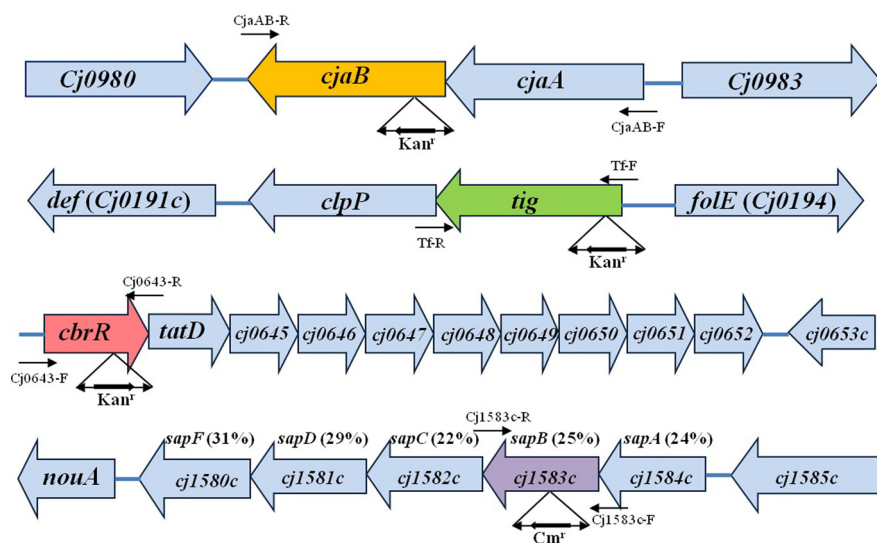 CjaAB-R
Cj0980 cjaB cjaA Cj0983
CjaAB-F
Kanʳ
Tf-F
def (Cj0191c) clpP tig folE (Cj0194)
Tf-R
Kanʳ
Cj0643-R
cbrR tatD cj0645 cj0646 cj0647 cj0648 cj0649 cj0650 cj0651 cj0652 cj0653c
Cj0643-F
Kanʳ
Cj1583c-R
sapF (31%) sapD (29%) sapC (22%) sapB (25%) sapA (24%)
nouA cj1580c cj1581c cj1582c cj1583c cj1584c cj1585c
Cj1583c-F
Cmʳ